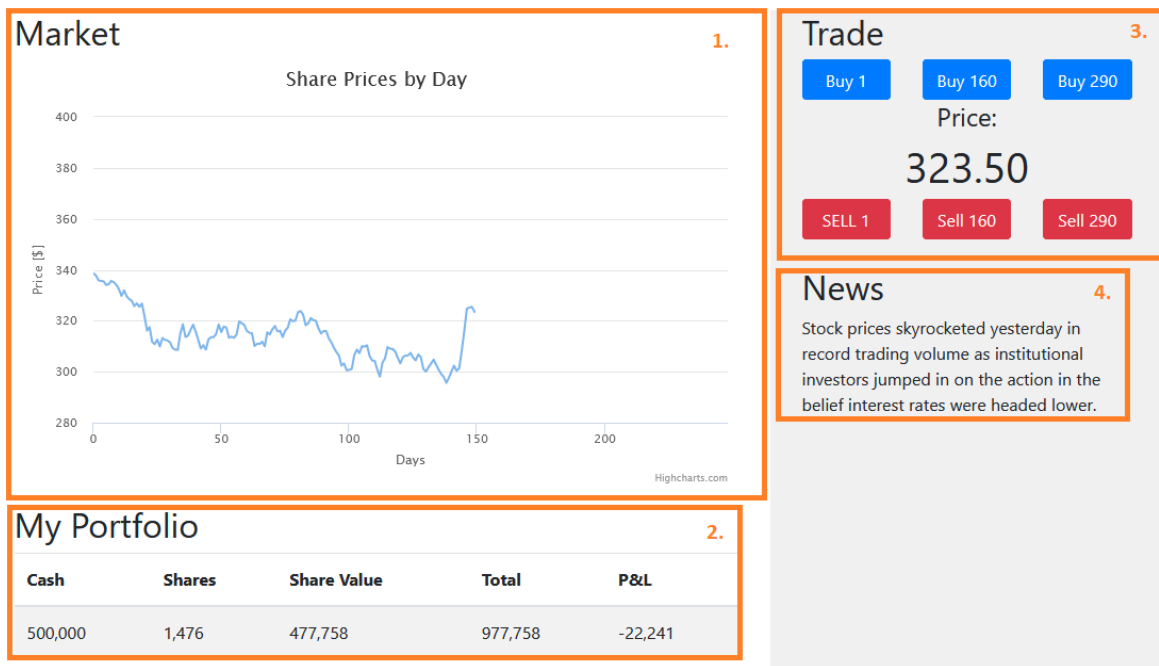 Market
1.
Share Prices by Day
400
380
360
340
320
300
280
Price [$]
0 50 100 150 200
Days
Highcharts.com
My Portfolio
2.
Cash Shares Share Value Total P&L
500,000 1,476 477,758 977,758 -22,241
Trade
3.
Buy 1 Buy 160 Buy 290
Price:
323.50
SELL 1 Sell 160 Sell 290
News
4.
Stock prices skyrocketed yesterday in
record trading volume as institutional
investors jumped in on the action in the
belief interest rates were headed lower.